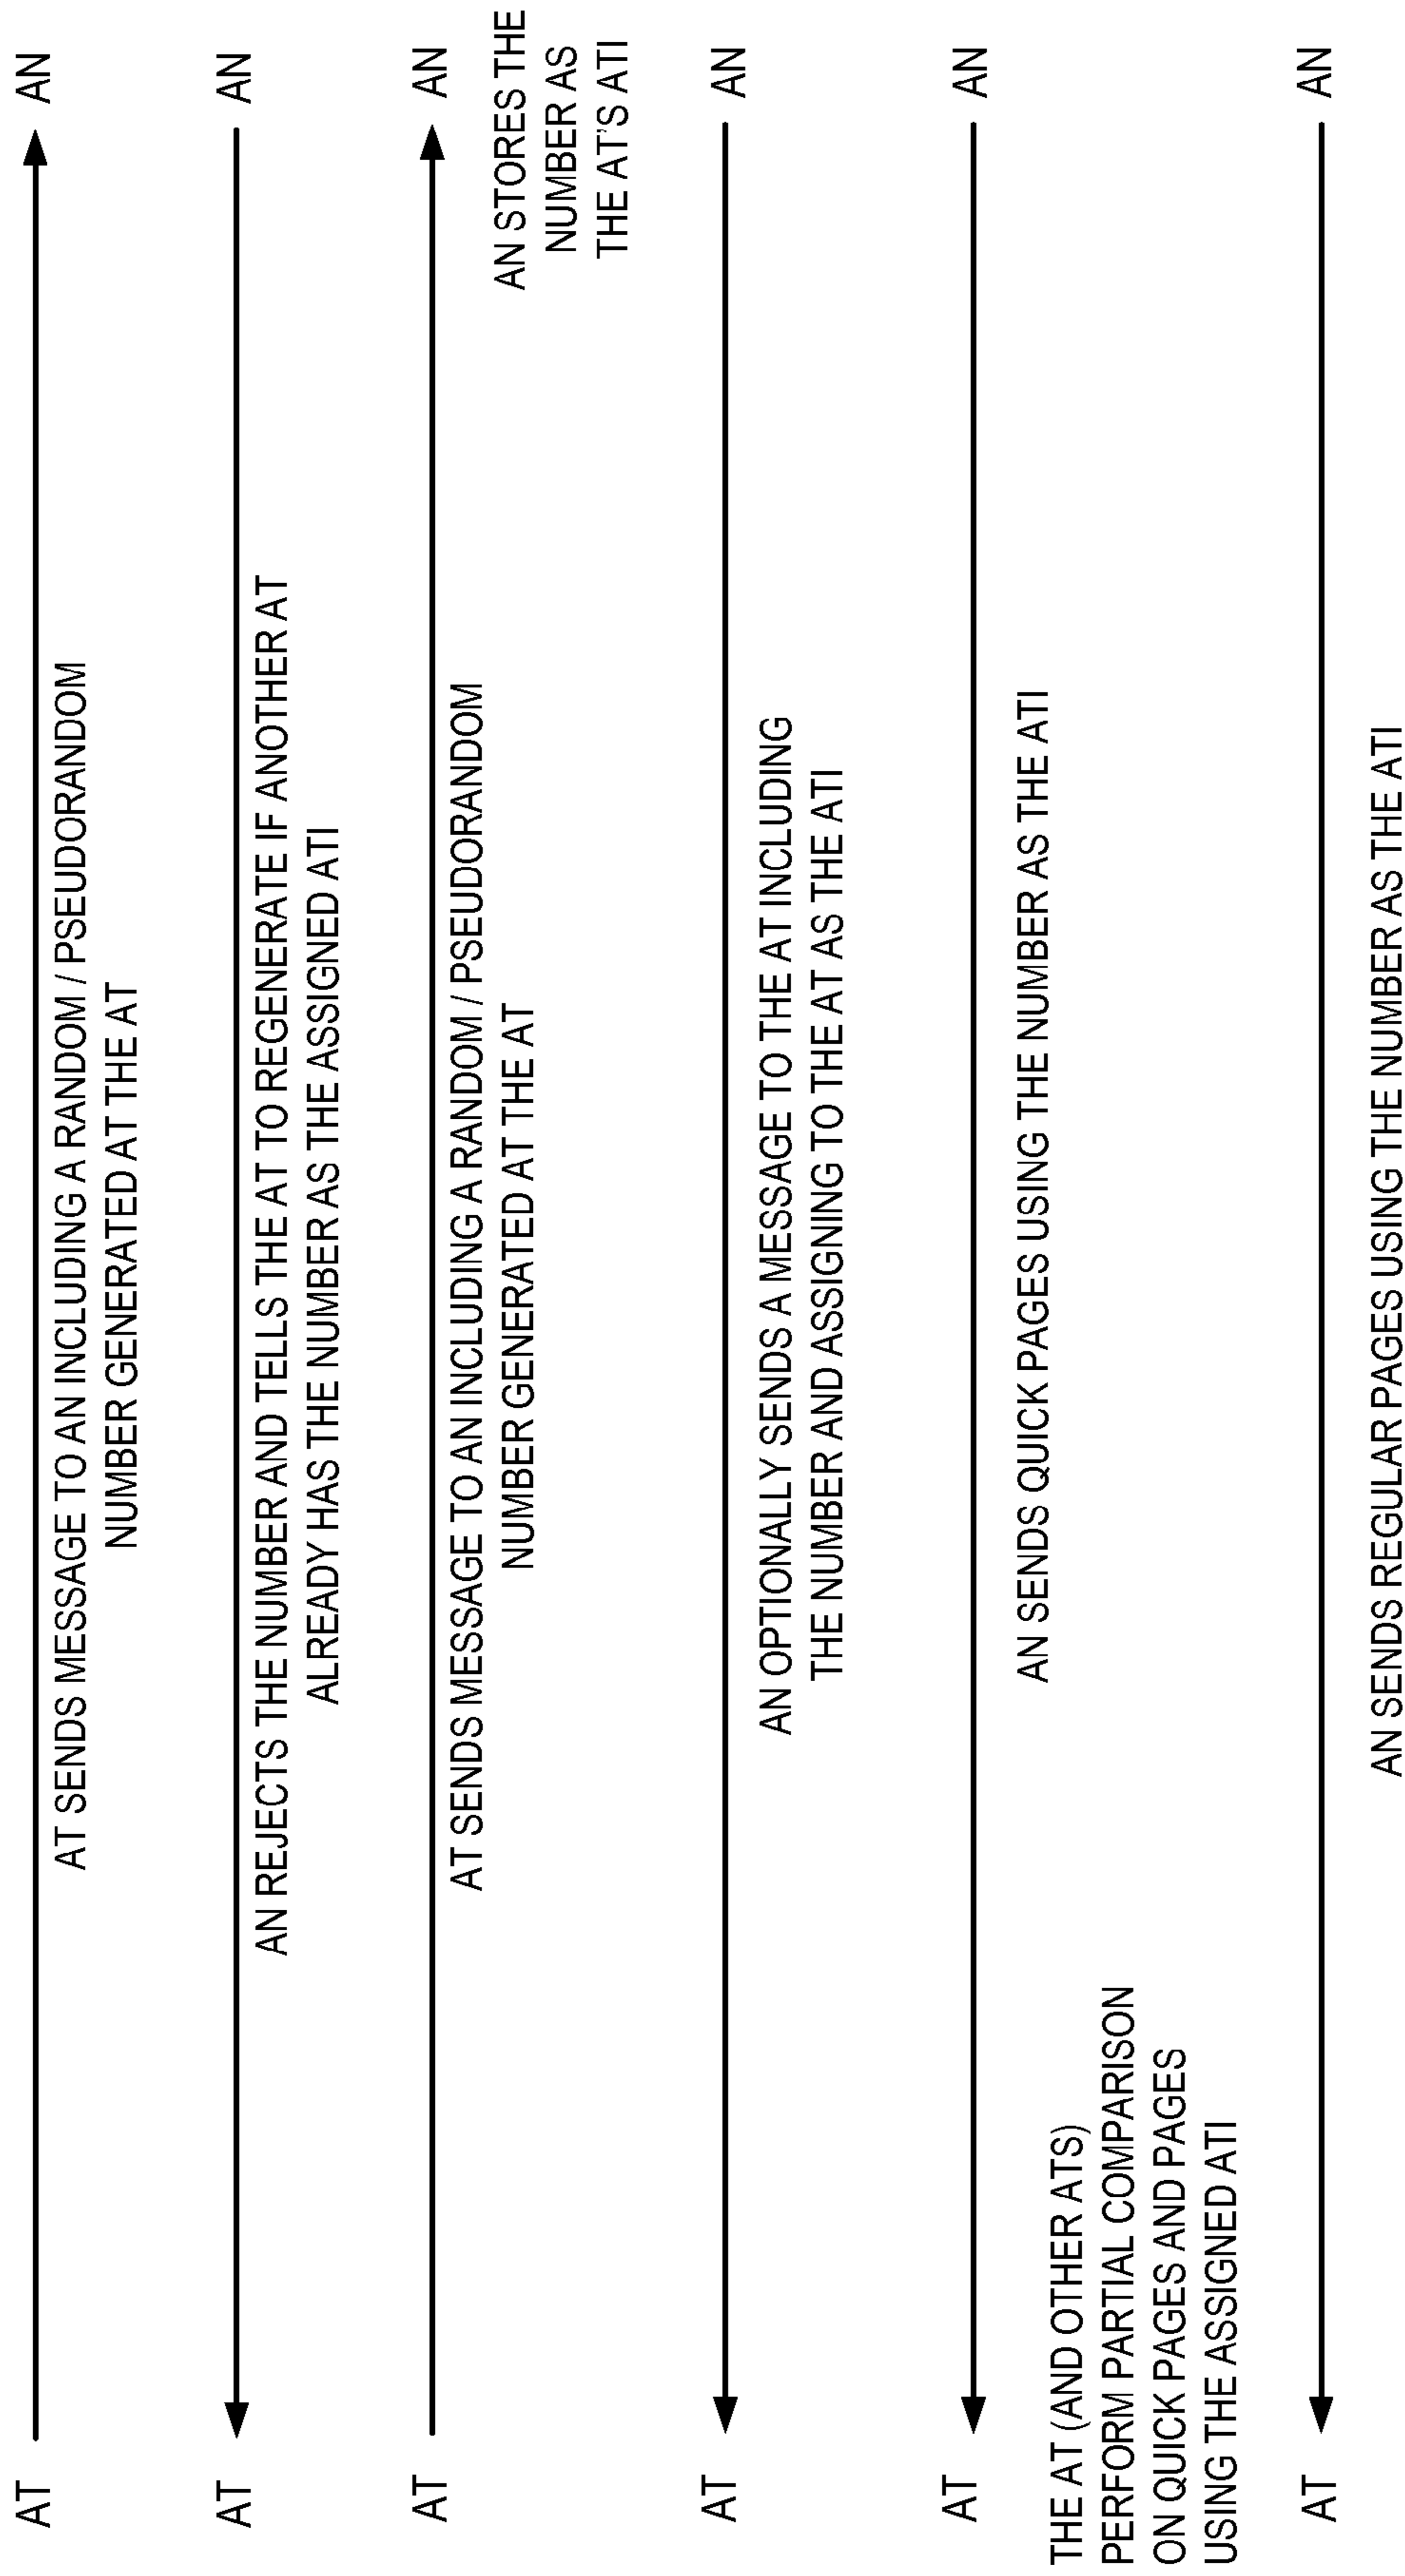 AT AN
AT SENDS MESSAGE TO AN INCLUDING A RANDOM / PSEUDORANDOM
NUMBER GENERATED AT THE AT
AT AN
AN REJECTS THE NUMBER AND TELLS THE AT TO REGENERATE IF ANOTHER AT
ALREADY HAS THE NUMBER AS THE ASSIGNED ATI
AT AN
AT SENDS MESSAGE TO AN INCLUDING A RANDOM / PSEUDORANDOM
NUMBER GENERATED AT THE AT
AN STORES THE
NUMBER AS
THE AT'S ATI
AT AN
AN OPTIONALLY SENDS A MESSAGE TO THE AT INCLUDING
THE NUMBER AND ASSIGNING TO THE AT AS THE ATI
AT AN
AN SENDS QUICK PAGES USING THE NUMBER AS THE ATI
THE AT (AND OTHER ATS)
PERFORM PARTIAL COMPARISON
ON QUICK PAGES AND PAGES
USING THE ASSIGNED ATI
AT AN
AN SENDS REGULAR PAGES USING THE NUMBER AS THE ATI